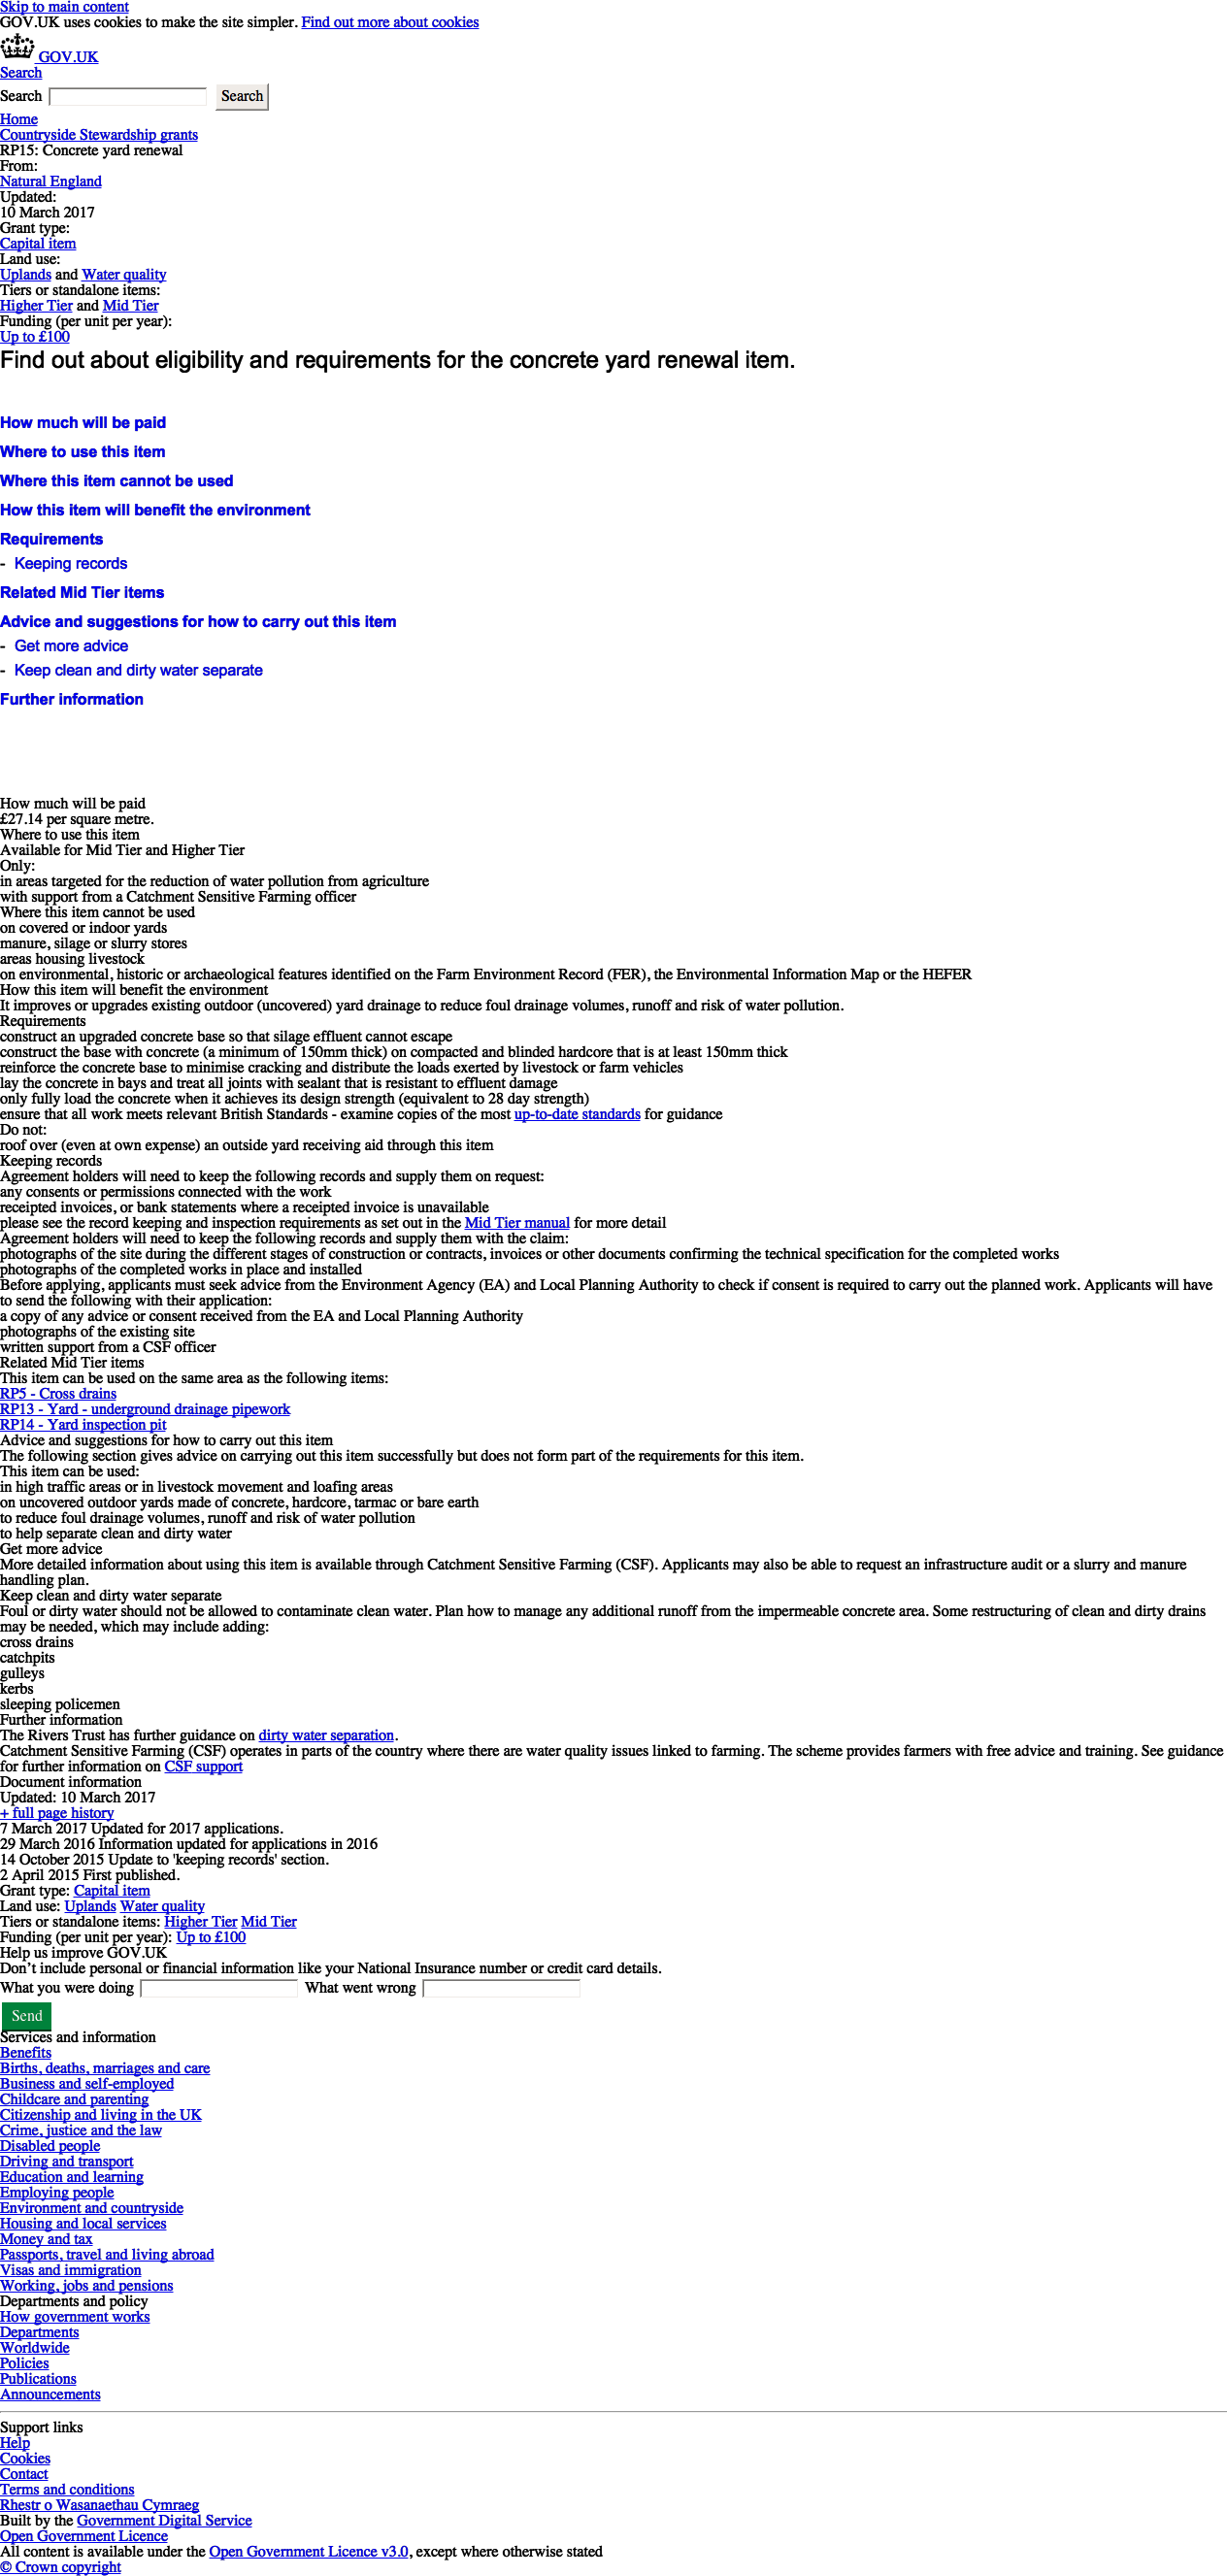 Skip to main content
GOV.UK uses cookies to make the site simpler. Find out more about cookies
GOV.UK
Search
Search Search
Home
Countryside Stewardship grants
RP15: Concrete yard renewal
From:
Natural England
Updated:
10 March 2017
Grant type:
Capital item
Land use:
Uplands and Water quality
Tiers or standalone items:
Higher Tier and Mid Tier
Funding (per unit per year):
Up to £100
Find out about eligibility and requirements for the concrete yard renewal item.
How much will be paid
Where to use this item
Where this item cannot be used
How this item will benefit the environment
Requirements
- Keeping records
Related Mid Tier items
Advice and suggestions for how to carry out this item
- Get more advice
- Keep clean and dirty water separate
Further information
How much will be paid
£27.14 per square metre.
Where to use this item
Available for Mid Tier and Higher Tier
Only:
in areas targeted for the reduction of water pollution from agriculture
with support from a Catchment Sensitive Farming officer
Where this item cannot be used
on covered or indoor yards
manure, silage or slurry stores
areas housing livestock
on environmental, historic or archaeological features identified on the Farm Environment Record (FER), the Environmental Information Map or the HEFER
How this item will benefit the environment
It improves or upgrades existing outdoor (uncovered) yard drainage to reduce foul drainage volumes, runoff and risk of water pollution.
Requirements
construct an upgraded concrete base so that silage effluent cannot escape
construct the base with concrete (a minimum of 150mm thick) on compacted and blinded hardcore that is at least 150mm thick
reinforce the concrete base to minimise cracking and distribute the loads exerted by livestock or farm vehicles
lay the concrete in bays and treat all joints with sealant that is resistant to effluent damage
only fully load the concrete when it achieves its design strength (equivalent to 28 day strength)
ensure that all work meets relevant British Standards - examine copies of the most up-to-date standards for guidance
Do not:
roof over (even at own expense) an outside yard receiving aid through this item
Keeping records
Agreement holders will need to keep the following records and supply them on request:
any consents or permissions connected with the work
receipted invoices, or bank statements where a receipted invoice is unavailable
please see the record keeping and inspection requirements as set out in the Mid Tier manual for more detail
Agreement holders will need to keep the following records and supply them with the claim:
photographs of the site during the different stages of construction or contracts, invoices or other documents confirming the technical specification for the completed works
photographs of the completed works in place and installed
Before applying, applicants must seek advice from the Environment Agency (EA) and Local Planning Authority to check if consent is required to carry out the planned work. Applicants will have
to send the following with their application:
a copy of any advice or consent received from the EA and Local Planning Authority
photographs of the existing site
written support from a CSF officer
Related Mid Tier items
This item can be used on the same area as the following items:
RP5 - Cross drains
RP13 - Yard - underground drainage pipework
RP14 - Yard inspection pit
Advice and suggestions for how to carry out this item
The following section gives advice on carrying out this item successfully but does not form part of the requirements for this item.
This item can be used:
in high traffic areas or in livestock movement and loafing areas
on uncovered outdoor yards made of concrete, hardcore, tarmac or bare earth
to reduce foul drainage volumes, runoff and risk of water pollution
to help separate clean and dirty water
Get more advice
More detailed information about using this item is available through Catchment Sensitive Farming (CSF). Applicants may also be able to request an infrastructure audit or a slurry and manure
handling plan.
Keep clean and dirty water separate
Foul or dirty water should not be allowed to contaminate clean water. Plan how to manage any additional runoff from the impermeable concrete area. Some restructuring of clean and dirty drains
may be needed, which may include adding:
cross drains
catchpits
gulleys
kerbs
sleeping policemen
Further information
The Rivers Trust has further guidance on dirty water separation.
Catchment Sensitive Farming (CSF) operates in parts of the country where there are water quality issues linked to farming. The scheme provides farmers with free advice and training. See guidance
for further information on CSF support
Document information
Updated: 10 March 2017
+ full page history
7 March 2017 Updated for 2017 applications.
29 March 2016 Information updated for applications in 2016
14 October 2015 Update to 'keeping records' section.
2 April 2015 First published.
Grant type: Capital item
Land use: Uplands Water quality
Tiers or standalone items: Higher Tier Mid Tier
Funding (per unit per year): Up to £100
Help us improve GOV.UK
Don’t include personal or financial information like your National Insurance number or credit card details.
What you were doing What went wrong
Send
Services and information
Benefits
Births, deaths, marriages and care
Business and self-employed
Childcare and parenting
Citizenship and living in the UK
Crime, justice and the law
Disabled people
Driving and transport
Education and learning
Employing people
Environment and countryside
Housing and local services
Money and tax
Passports, travel and living abroad
Visas and immigration
Working, jobs and pensions
Departments and policy
How government works
Departments
Worldwide
Policies
Publications
Announcements
Support links
Help
Cookies
Contact
Terms and conditions
Rhestr o Wasanaethau Cymraeg
Built by the Government Digital Service
Open Government Licence
All content is available under the Open Government Licence v3.0, except where otherwise stated
© Crown copyright